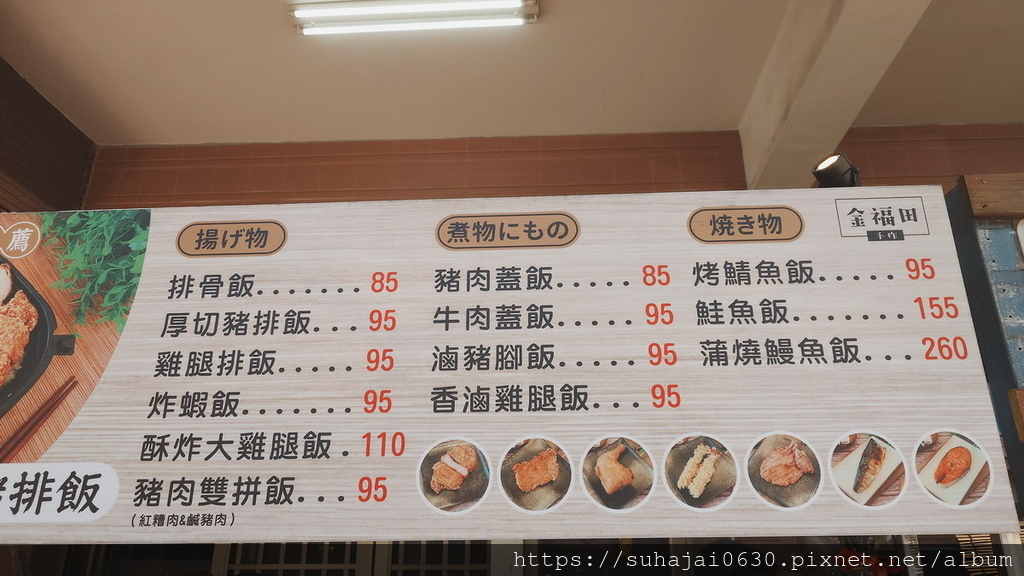 薦
排飯
揚げ物
排骨飯.......85
厚切豬排飯...95
雞腿排飯.....95
炸蝦飯.......95
酥炸大雞腿飯.110
豬肉雙拼飯...95
(紅糟肉&鹹豬肉)
煮物にもの
豬肉蓋飯.....85
牛肉蓋飯.....95
滷豬腳飯.....95
香滷雞腿飯...95
焼き物
烤鯖魚飯.....95
鮭魚飯.......155
蒲燒鰻魚飯...260
金福田
手作
https://suhajai0630.pixnet.net/album